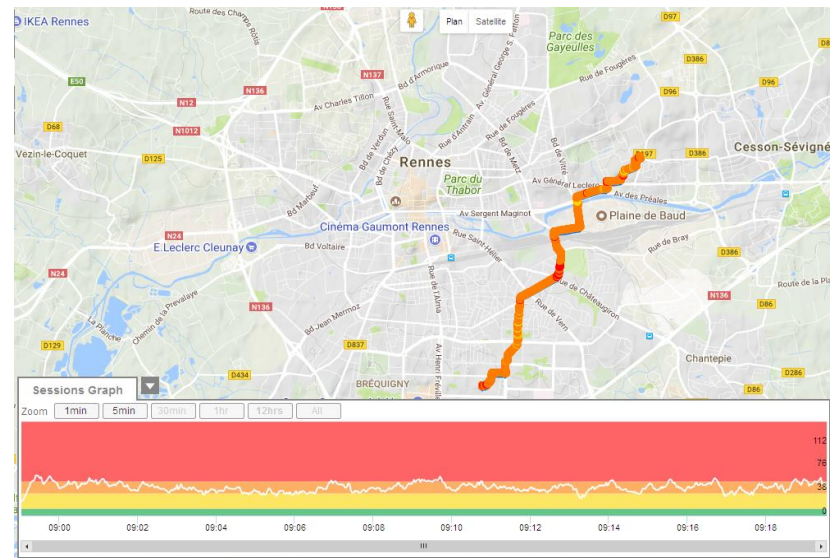 IKEA Rennes
Route des Champs Rôtis
Plan
Satellite
D97
Parc des
Gayeulles
D386
E50
N136
N137
Bd d'Armorique
Av. Général George S. Patton
Rue de Fougères
D96
D96
N12
Av Charles Tillon
Rue Saint-Malo
Rue d'Antrain
Rue de Fougères
D68
N1012
Bd de Verdun
Bd de Chézy
Bd de Metz
Bd de Vitré
Vezin-le-Coquet
D125
Rennes
D197
D386
Cesson-Sévigné
Parc du
Thabor
Av Général Leclerc
Av. des Préales
Bd Marbeuf
Av Sergent Maginot
Plaine de Baud
Cinéma Gaumont Rennes
N24
E.Leclerc Cleunay
Bd Voltaire
Rue Saint-Hélier
Rue de Bray
D386
N24
Rue de l'Alma
Rue de Châteaugiron
Route de la Pl
N136
N136
D86
La Planche
Chemin de la Prevalaye
Bd Jean Mermoz
Rue de Vern
D129
D837
Av. Henri Fréville
Chantepie
D434
BRÉQUIGNY
D286
D86
Sessions Graph
Zoom
1min
5min
30min
1hr
12hrs
All
112
76
38
0
09:00
09:02
09:04
09:06
09:08
09:10
09:12
09:14
09:16
09:18